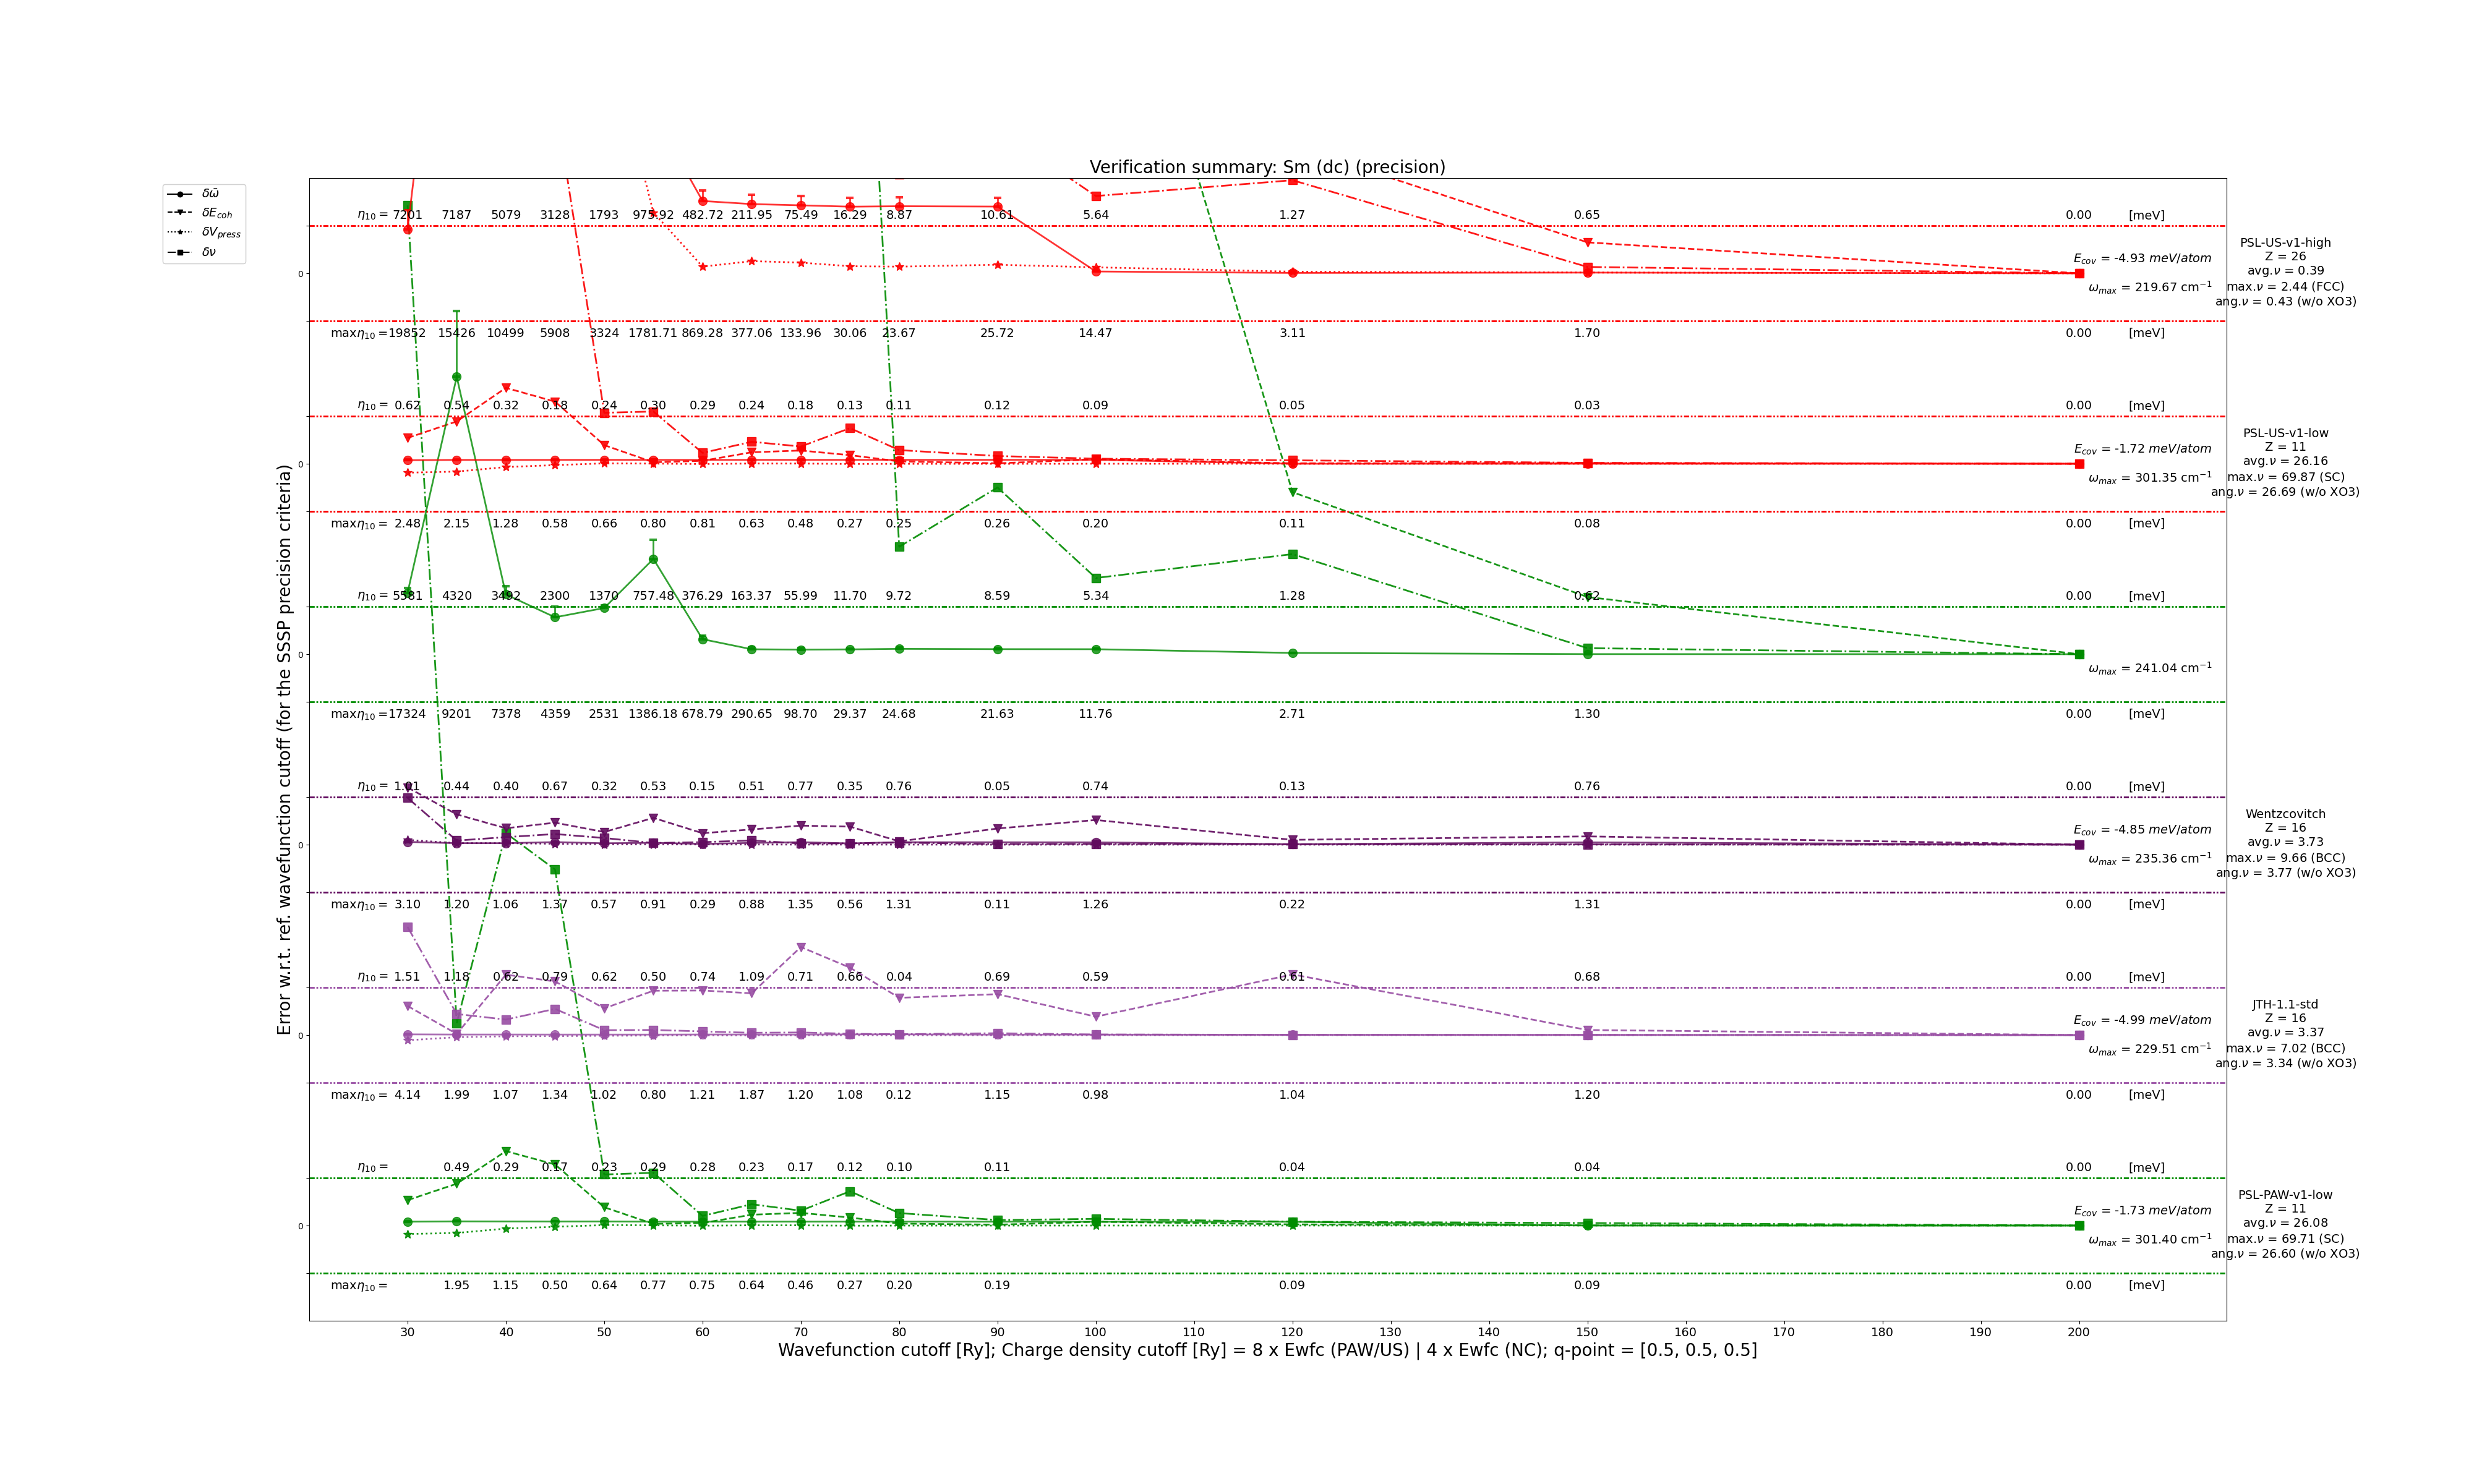 Verification summary: Sm (dc) (precision)
δω̄
δE_coh
δV_press
δν
Error w.r.t. ref. wavefunction cutoff (for the SSSP precision criteria)
η₁₀ = 7201 7187 5079 3128 1793 975.92 482.72 211.95 75.49 16.29 8.87 10.61 5.64 1.27 0.65 0.00 [meV]
0
E_cov = -4.93 meV/atom
ω_max = 219.67 cm⁻¹
PSL-US-v1-high
Z = 26
avg.ν = 0.39
max.ν = 2.44 (FCC)
ang.ν = 0.43 (w/o XO3)
maxη₁₀ = 19852 15426 10499 5908 3324 1781.71 869.28 377.06 133.96 30.06 23.67 25.72 14.47 3.11 1.70 0.00 [meV]
η₁₀ = 0.62 0.54 0.32 0.18 0.24 0.30 0.29 0.24 0.18 0.13 0.11 0.12 0.09 0.05 0.03 0.00 [meV]
0
E_cov = -1.72 meV/atom
ω_max = 301.35 cm⁻¹
PSL-US-v1-low
Z = 11
avg.ν = 26.16
max.ν = 69.87 (SC)
ang.ν = 26.69 (w/o XO3)
maxη₁₀ = 2.48 2.15 1.28 0.58 0.66 0.80 0.81 0.63 0.48 0.27 0.25 0.26 0.20 0.11 0.08 0.00 [meV]
η₁₀ = 5581 4320 3492 2300 1370 757.48 376.29 163.37 55.99 11.70 9.72 8.59 5.34 1.28 0.62 0.00 [meV]
0
ω_max = 241.04 cm⁻¹
maxη₁₀ = 17324 9201 7378 4359 2531 1386.18 678.79 290.65 98.70 29.37 24.68 21.63 11.76 2.71 1.30 0.00 [meV]
η₁₀ = 0.44 0.40 0.67 0.32 0.53 0.15 0.51 0.77 0.35 0.76 0.05 0.74 0.13 0.76 0.00 [meV]
0
E_cov = -4.85 meV/atom
ω_max = 235.36 cm⁻¹
Wentzcovitch
Z = 16
avg.ν = 3.73
max.ν = 9.66 (BCC)
ang.ν = 3.77 (w/o XO3)
maxη₁₀ = 3.10 1.20 1.06 1.37 0.57 0.91 0.29 0.88 1.35 0.56 1.31 0.11 1.26 0.22 1.31 0.00 [meV]
η₁₀ = 1.51 1.18 0.62 0.79 0.62 0.50 0.74 1.09 0.71 0.66 0.04 0.69 0.59 0.61 0.68 0.00 [meV]
0
E_cov = -4.99 meV/atom
ω_max = 229.51 cm⁻¹
JTH-1.1-std
Z = 16
avg.ν = 3.37
max.ν = 7.02 (BCC)
ang.ν = 3.34 (w/o XO3)
maxη₁₀ = 4.14 1.99 1.07 1.34 1.02 0.80 1.21 1.87 1.20 1.08 0.12 1.15 0.98 1.04 1.20 0.00 [meV]
η₁₀ = 0.49 0.29 0.17 0.23 0.29 0.28 0.23 0.17 0.12 0.10 0.11 0.04 0.04 0.00 [meV]
0
E_cov = -1.73 meV/atom
ω_max = 301.40 cm⁻¹
PSL-PAW-v1-low
Z = 11
avg.ν = 26.08
max.ν = 69.71 (SC)
ang.ν = 26.60 (w/o XO3)
maxη₁₀ = 1.95 1.15 0.50 0.64 0.77 0.75 0.64 0.46 0.27 0.20 0.19 0.09 0.09 0.00 [meV]
30 40 50 60 70 80 90 100 110 120 130 140 150 160 170 180 190 200
Wavefunction cutoff [Ry]; Charge density cutoff [Ry] = 8 x Ewfc (PAW/US) | 4 x Ewfc (NC); q-point = [0.5, 0.5, 0.5]